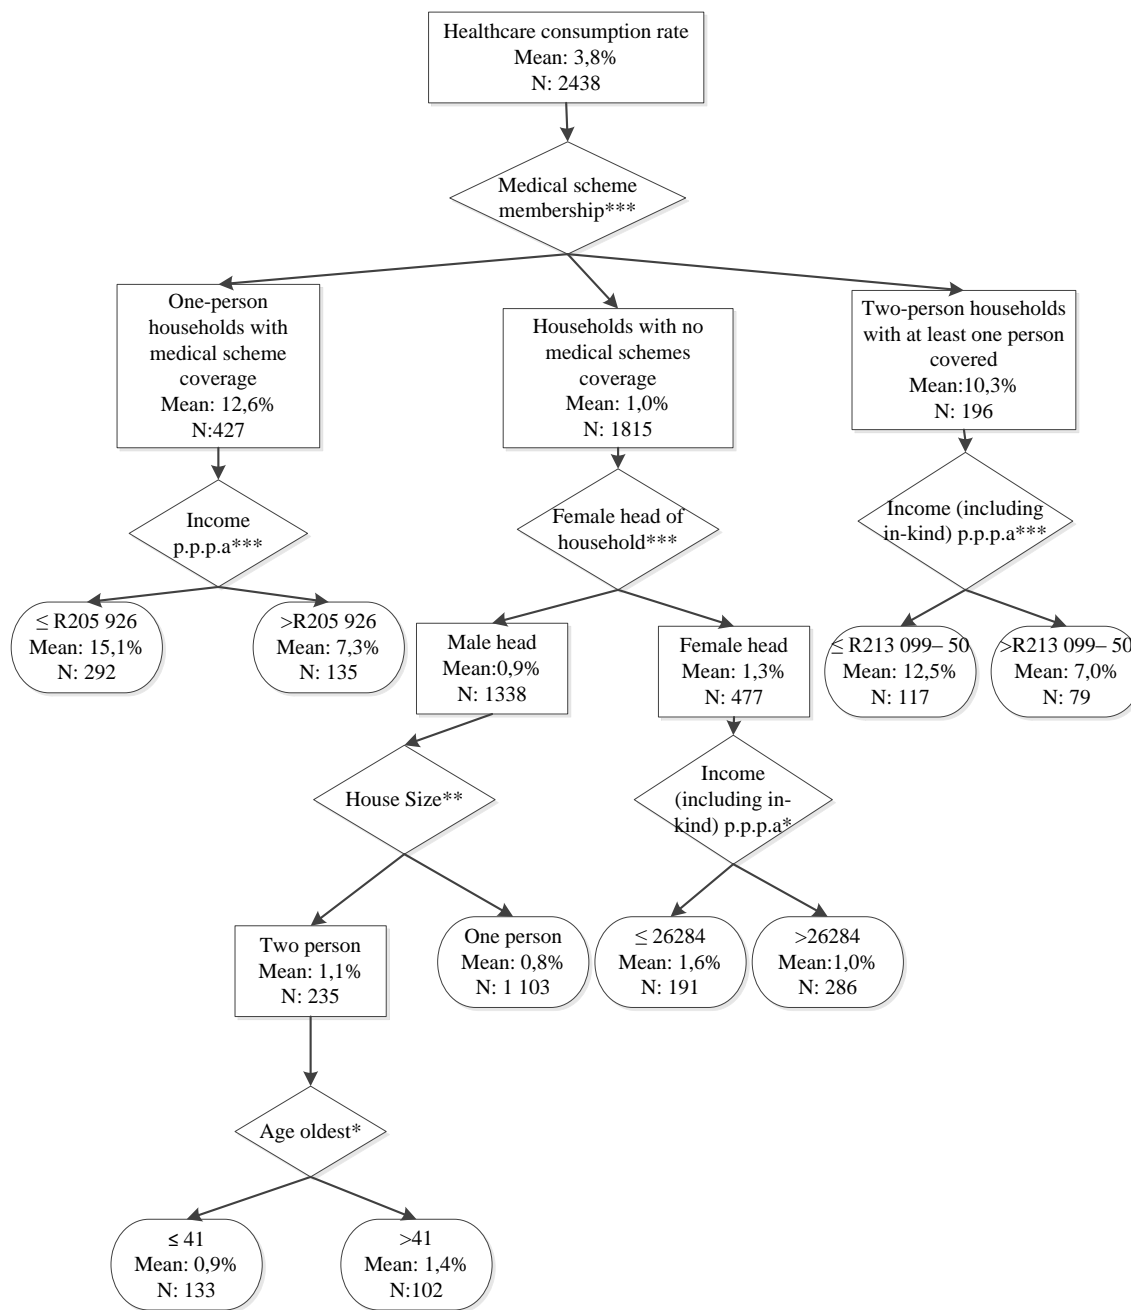 Healthcare consumption rate
Mean: 3,8%
N: 2438
Medical scheme
membership***
One-person
households with
medical scheme
coverage
Mean: 12,6%
N:427
Households with no
medical schemes
coverage
Mean: 1,0%
N: 1815
Two-person households
with at least one person
covered
Mean:10,3%
N: 196
Income
p.p.p.a***
Female head of
household***
Income (including
in-kind) p.p.p.a***
≤ R205 926
Mean: 15,1%
N: 292
>R205 926
Mean: 7,3%
N: 135
Male head
Mean:0,9%
N: 1338
Female head
Mean: 1,3%
N: 477
≤ R213 099– 50
Mean: 12,5%
N: 117
>R213 099– 50
Mean: 7,0%
N: 79
House Size**
Income
(including in-
kind) p.p.p.a*
Two person
Mean: 1,1%
N: 235
One person
Mean: 0,8%
N: 1 103
≤ 26284
Mean: 1,6%
N: 191
>26284
Mean:1,0%
N: 286
Age oldest*
≤ 41
Mean: 0,9%
N: 133
>41
Mean: 1,4%
N:102